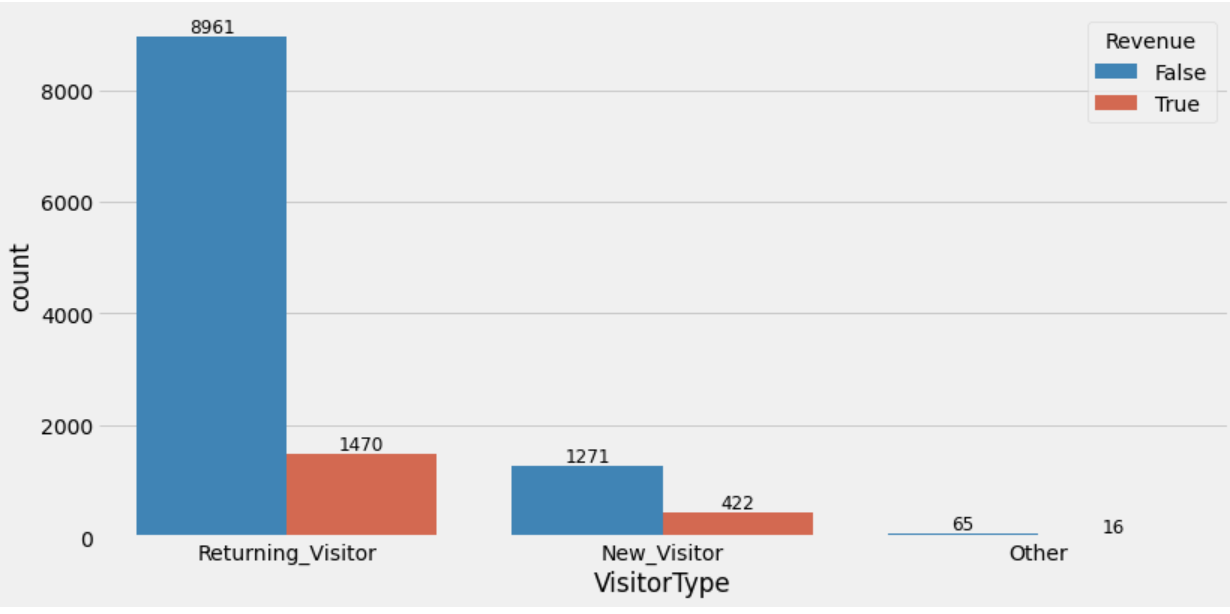 8961
Revenue
False
True
8000
6000
count
4000
2000
1470
1271
422
65
16
0
Returning_Visitor
New_Visitor
Other
VisitorType